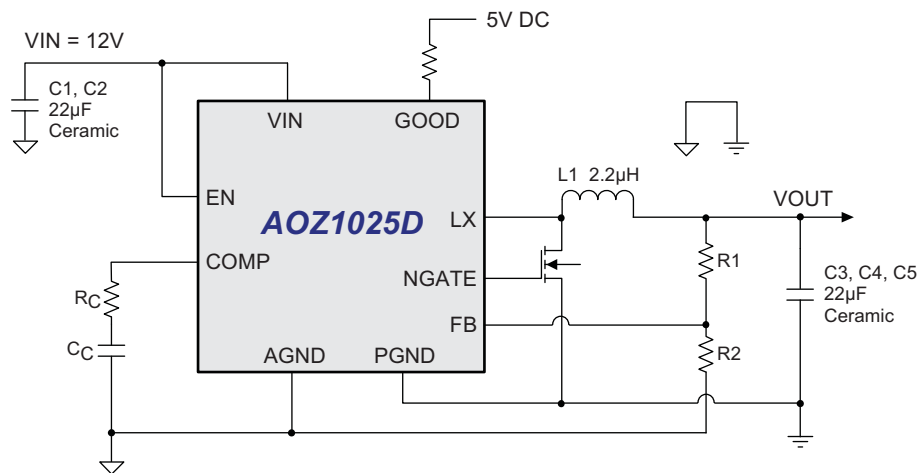 5V DC
VIN = 12V
C1, C2
22µF
Ceramic
VIN
GOOD
L1 2.2µH
EN
AOZ1025D
LX
VOUT
COMP
NGATE
R1
C3, C4, C5
22µF
Ceramic
RC
FB
CC
AGND
PGND
R2